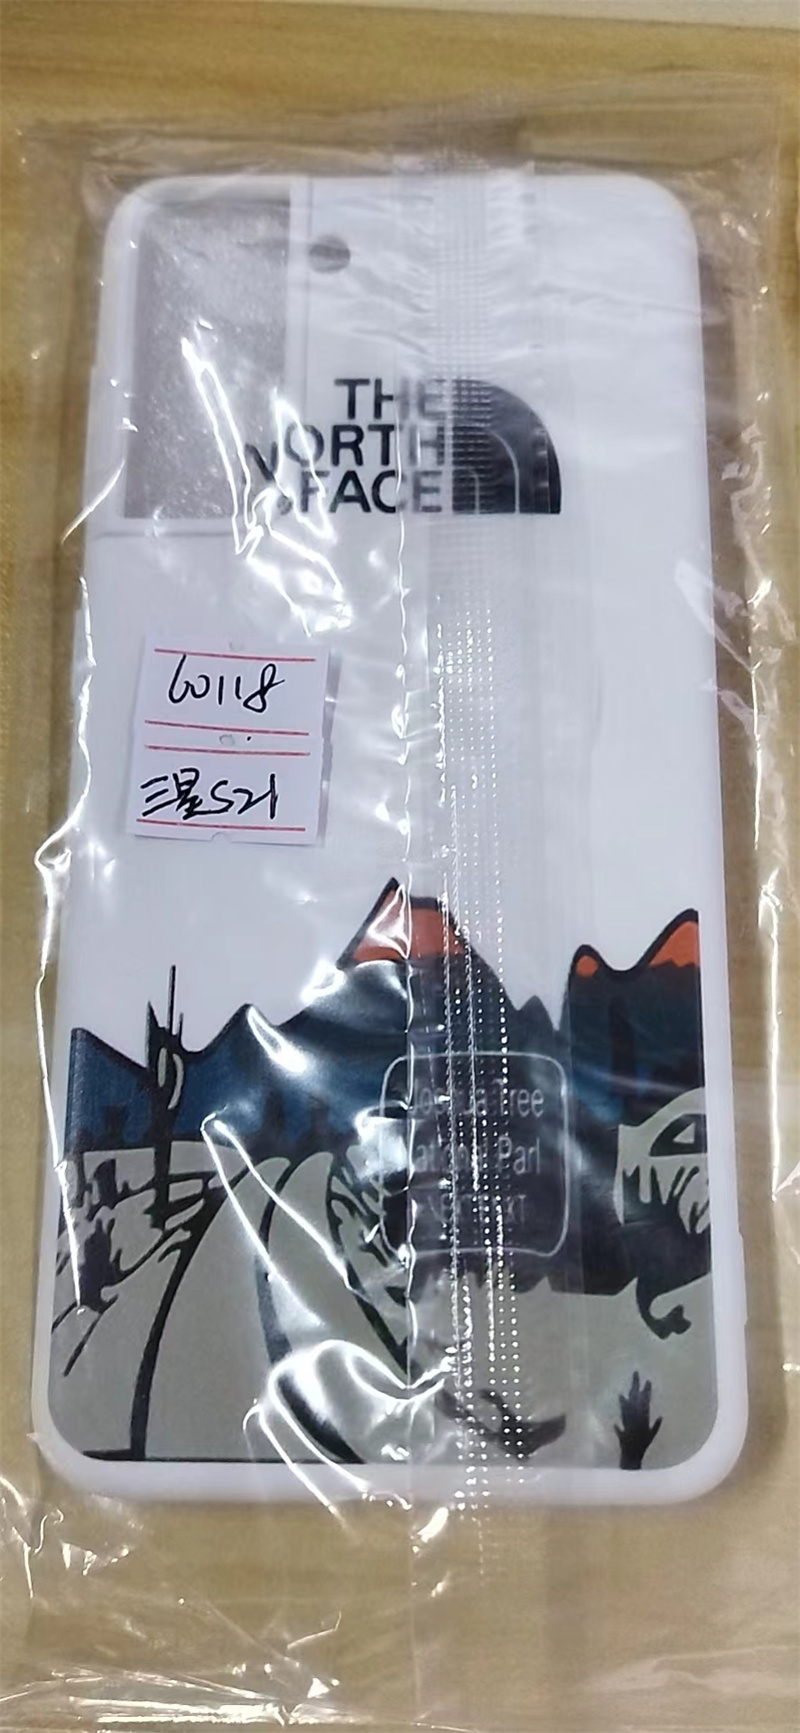 THE
NORTH
FACE
60118
三星S21
Joshua Tree
National Park